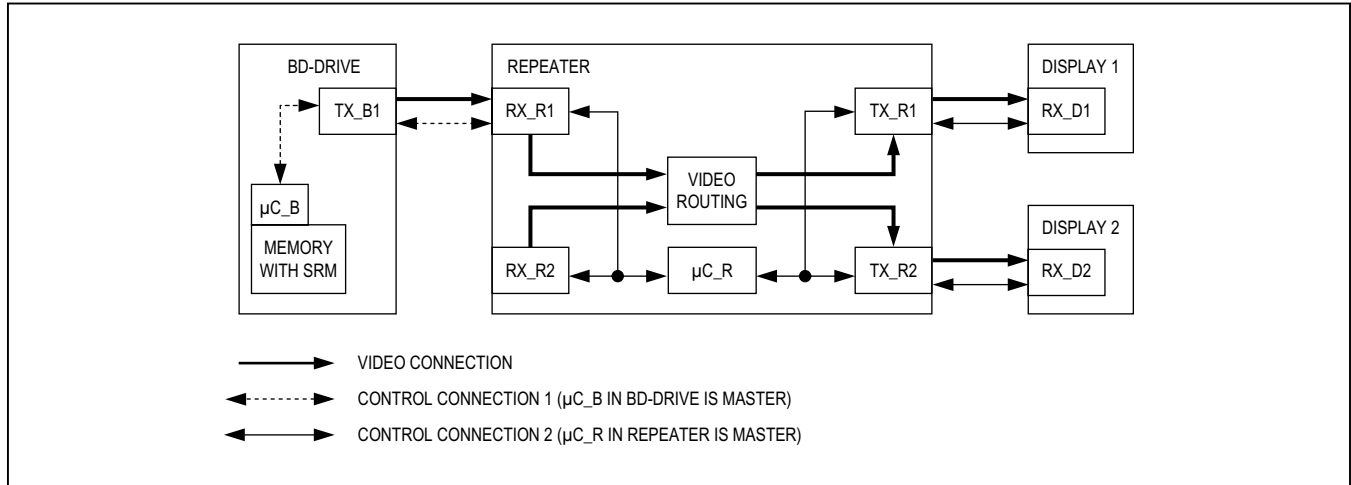 BD-DRIVE
TX_B1
µC_B
MEMORY
WITH SRM
REPEATER
RX_R1
RX_R2
VIDEO
ROUTING
µC_R
TX_R1
TX_R2
DISPLAY 1
RX_D1
DISPLAY 2
RX_D2
VIDEO CONNECTION
CONTROL CONNECTION 1 (µC_B IN BD-DRIVE IS MASTER)
CONTROL CONNECTION 2 (µC_R IN REPEATER IS MASTER)